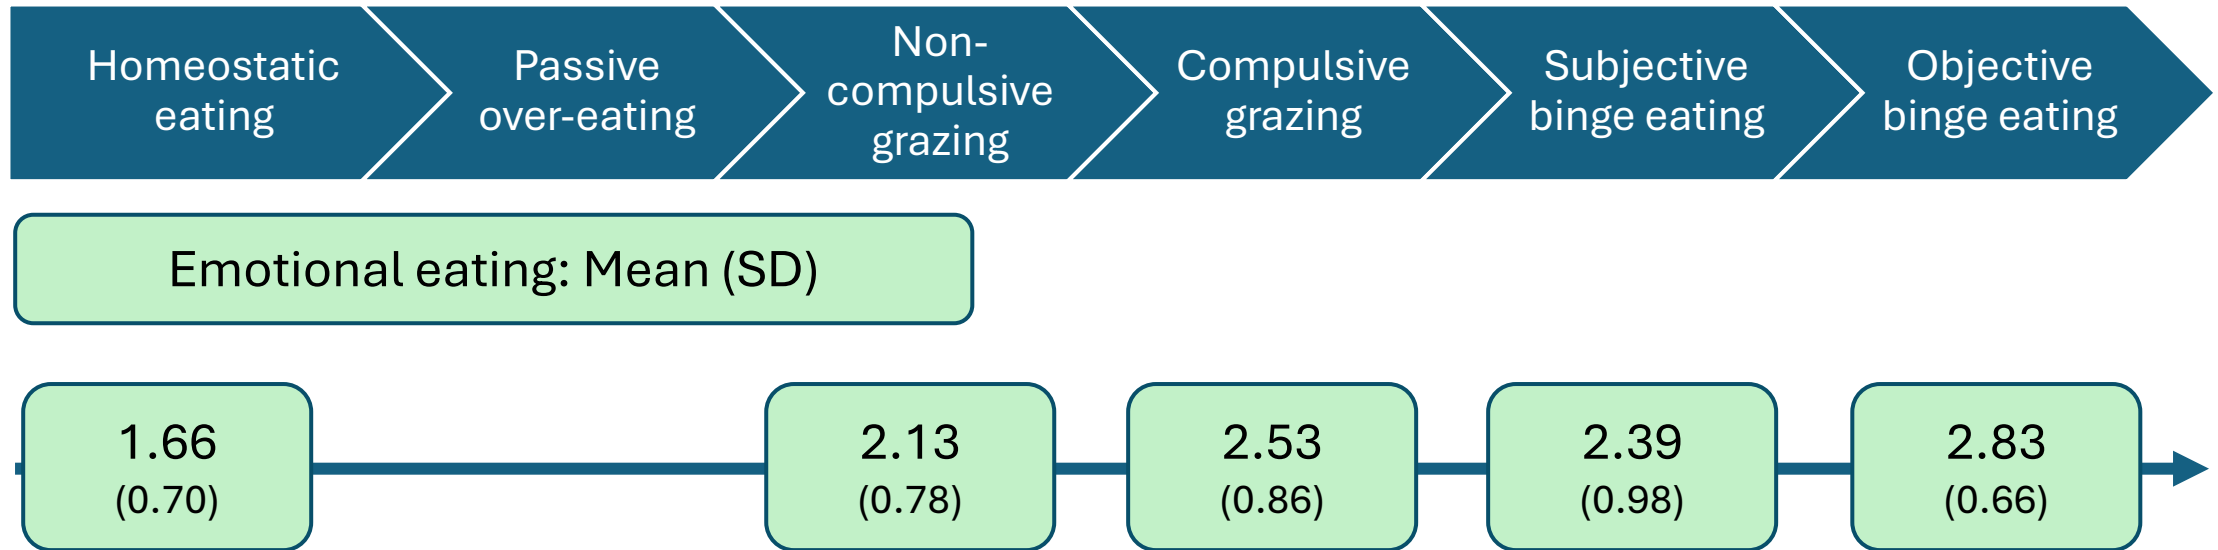 Homeostatic
eating
Passive
over-eating
Non-
compulsive
grazing
Compulsive
grazing
Subjective
binge eating
Objective
binge eating
Emotional eating: Mean (SD)
1.66
(0.70)
2.13
(0.78)
2.53
(0.86)
2.39
(0.98)
2.83
(0.66)